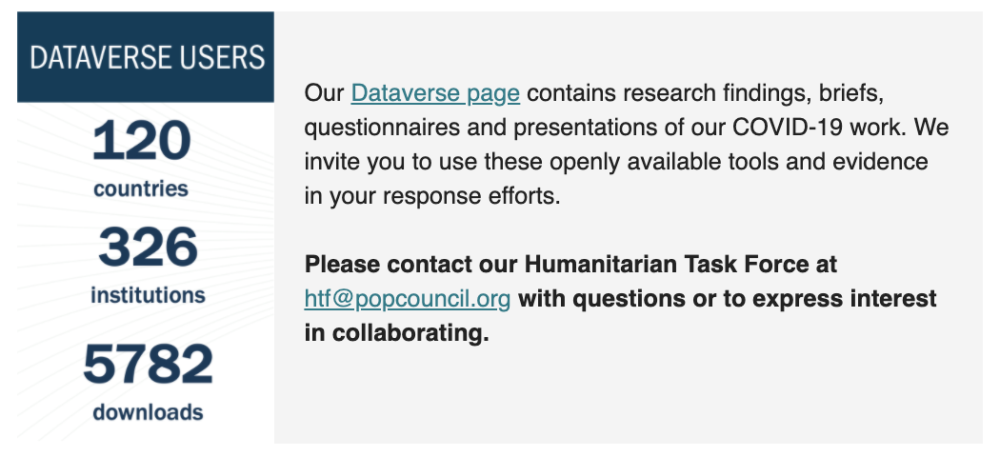 DATAVERSE USERS
120
countries
326
institutions
5782
downloads
Our Dataverse page contains research findings, briefs,
questionnaires and presentations of our COVID-19 work. We
invite you to use these openly available tools and evidence
in your response efforts.
Please contact our Humanitarian Task Force at
htf@popcouncil.org with questions or to express interest
in collaborating.